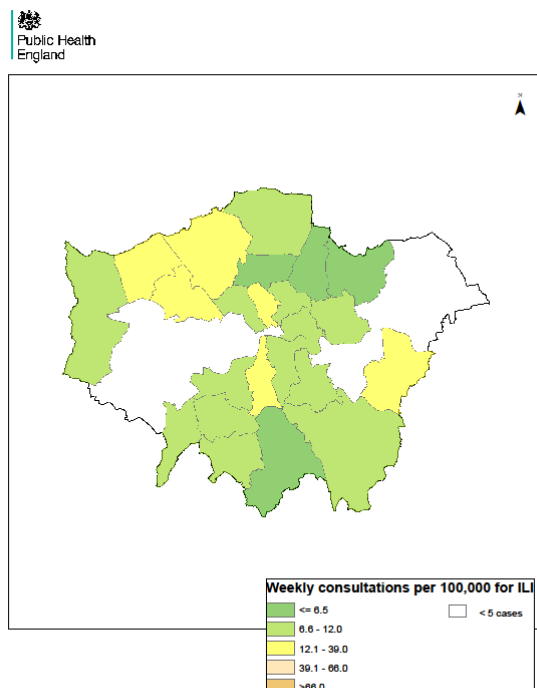 Public Health
England
N
Weekly consultations per 100,000 for ILI
<= 6.5
< 5 cases
6.6 - 12.0
12.1 - 39.0
39.1 - 66.0
>66.0